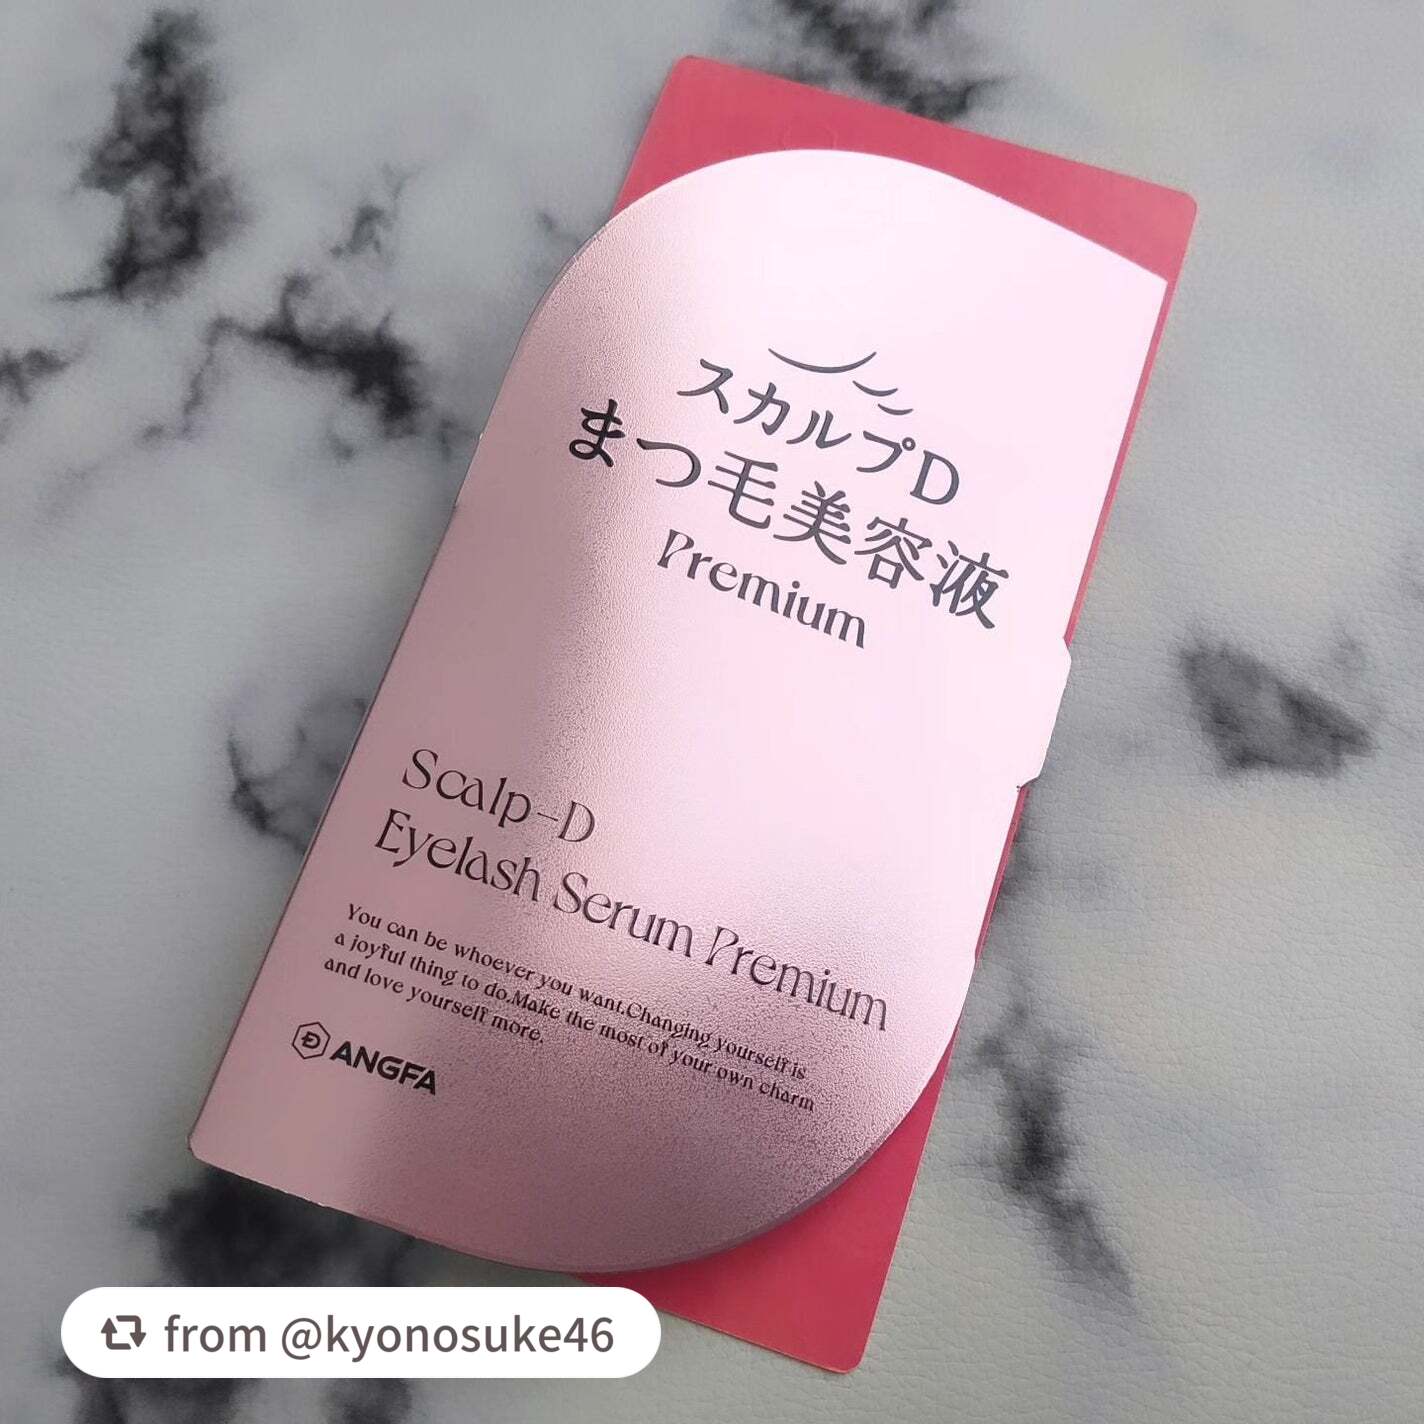 スカルプD
まつ毛美容液
Premium
Scalp-D
Eyelash Serum Premium
You can be whoever you want.Changing yourself is
a joyful thing to do.Make the most of your own charm
and love yourself more.
ANGFA
from @kyonosuke46